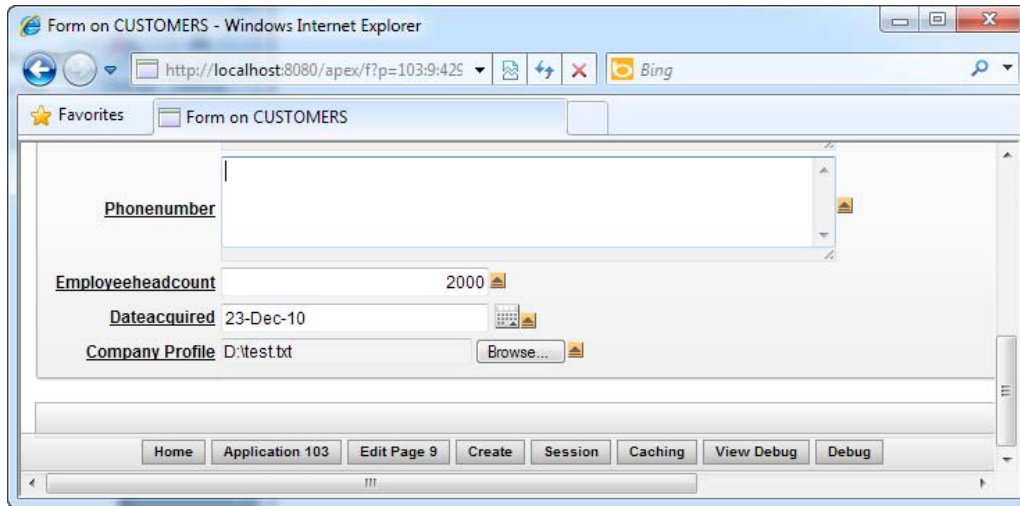 Form on CUSTOMERS - Windows Internet Explorer
http://localhost:8080/apex/f?p=103:9:429
Bing
Favorites
Form on CUSTOMERS
Phonenumber
Employeeheadcount 2000
Dateacquired 23-Dec-10
Company Profile D:\test.txt Browse...
Home Application 103 Edit Page 9 Create Session Caching View Debug Debug